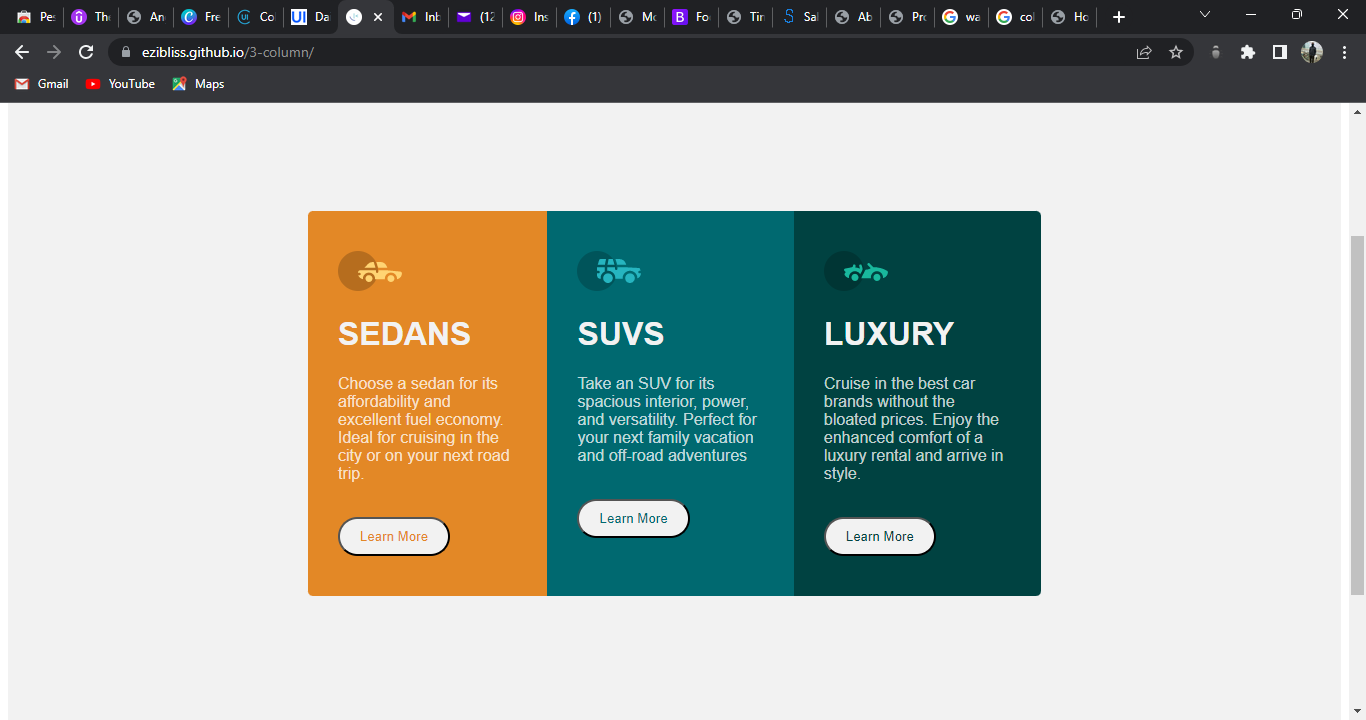 Pe
Th
An
Fre
Co
Da
Inb
(12
Ins
(1)
Mo
Fo
Tin
Sal
Ab
Pro
wa
col
Ho
ezibliss.github.io/3-column/
Gmail
YouTube
Maps
SEDANS
Choose a sedan for its
affordability and
excellent fuel economy.
Ideal for cruising in the
city or on your next road
trip.
Learn More
SUVS
Take an SUV for its
spacious interior, power,
and versatility. Perfect for
your next family vacation
and off-road adventures
Learn More
LUXURY
Cruise in the best car
brands without the
bloated prices. Enjoy the
enhanced comfort of a
luxury rental and arrive in
style.
Learn More